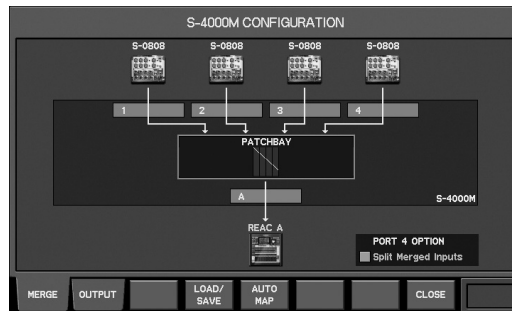 S-4000M CONFIGURATION
S-0808 S-0808 S-0808 S-0808
1 2 3 4
PATCHBAY
A
S-4000M
REAC A
PORT 4 OPTION
Split Merged Inputs
MERGE OUTPUT LOAD/ SAVE AUTO MAP CLOSE